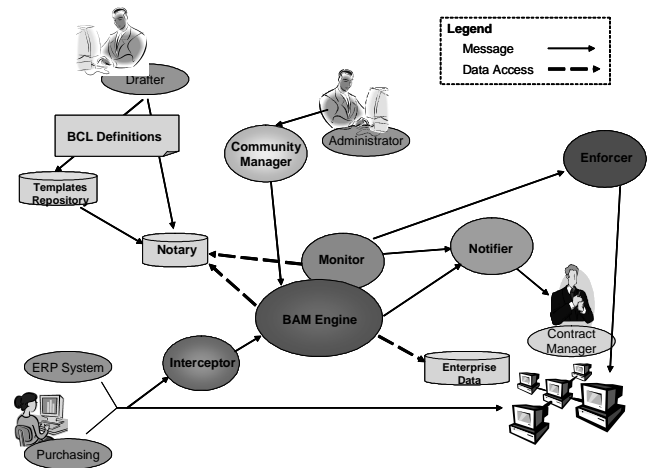 Legend
Message
Data Access
Drafter
BCL Definitions
Community
Manager
Administrator
Enforcer
Templates
Repository
Notary
Monitor
Notifier
BAM Engine
Contract
Manager
ERP System
Interceptor
Enterprise
Data
Purchasing